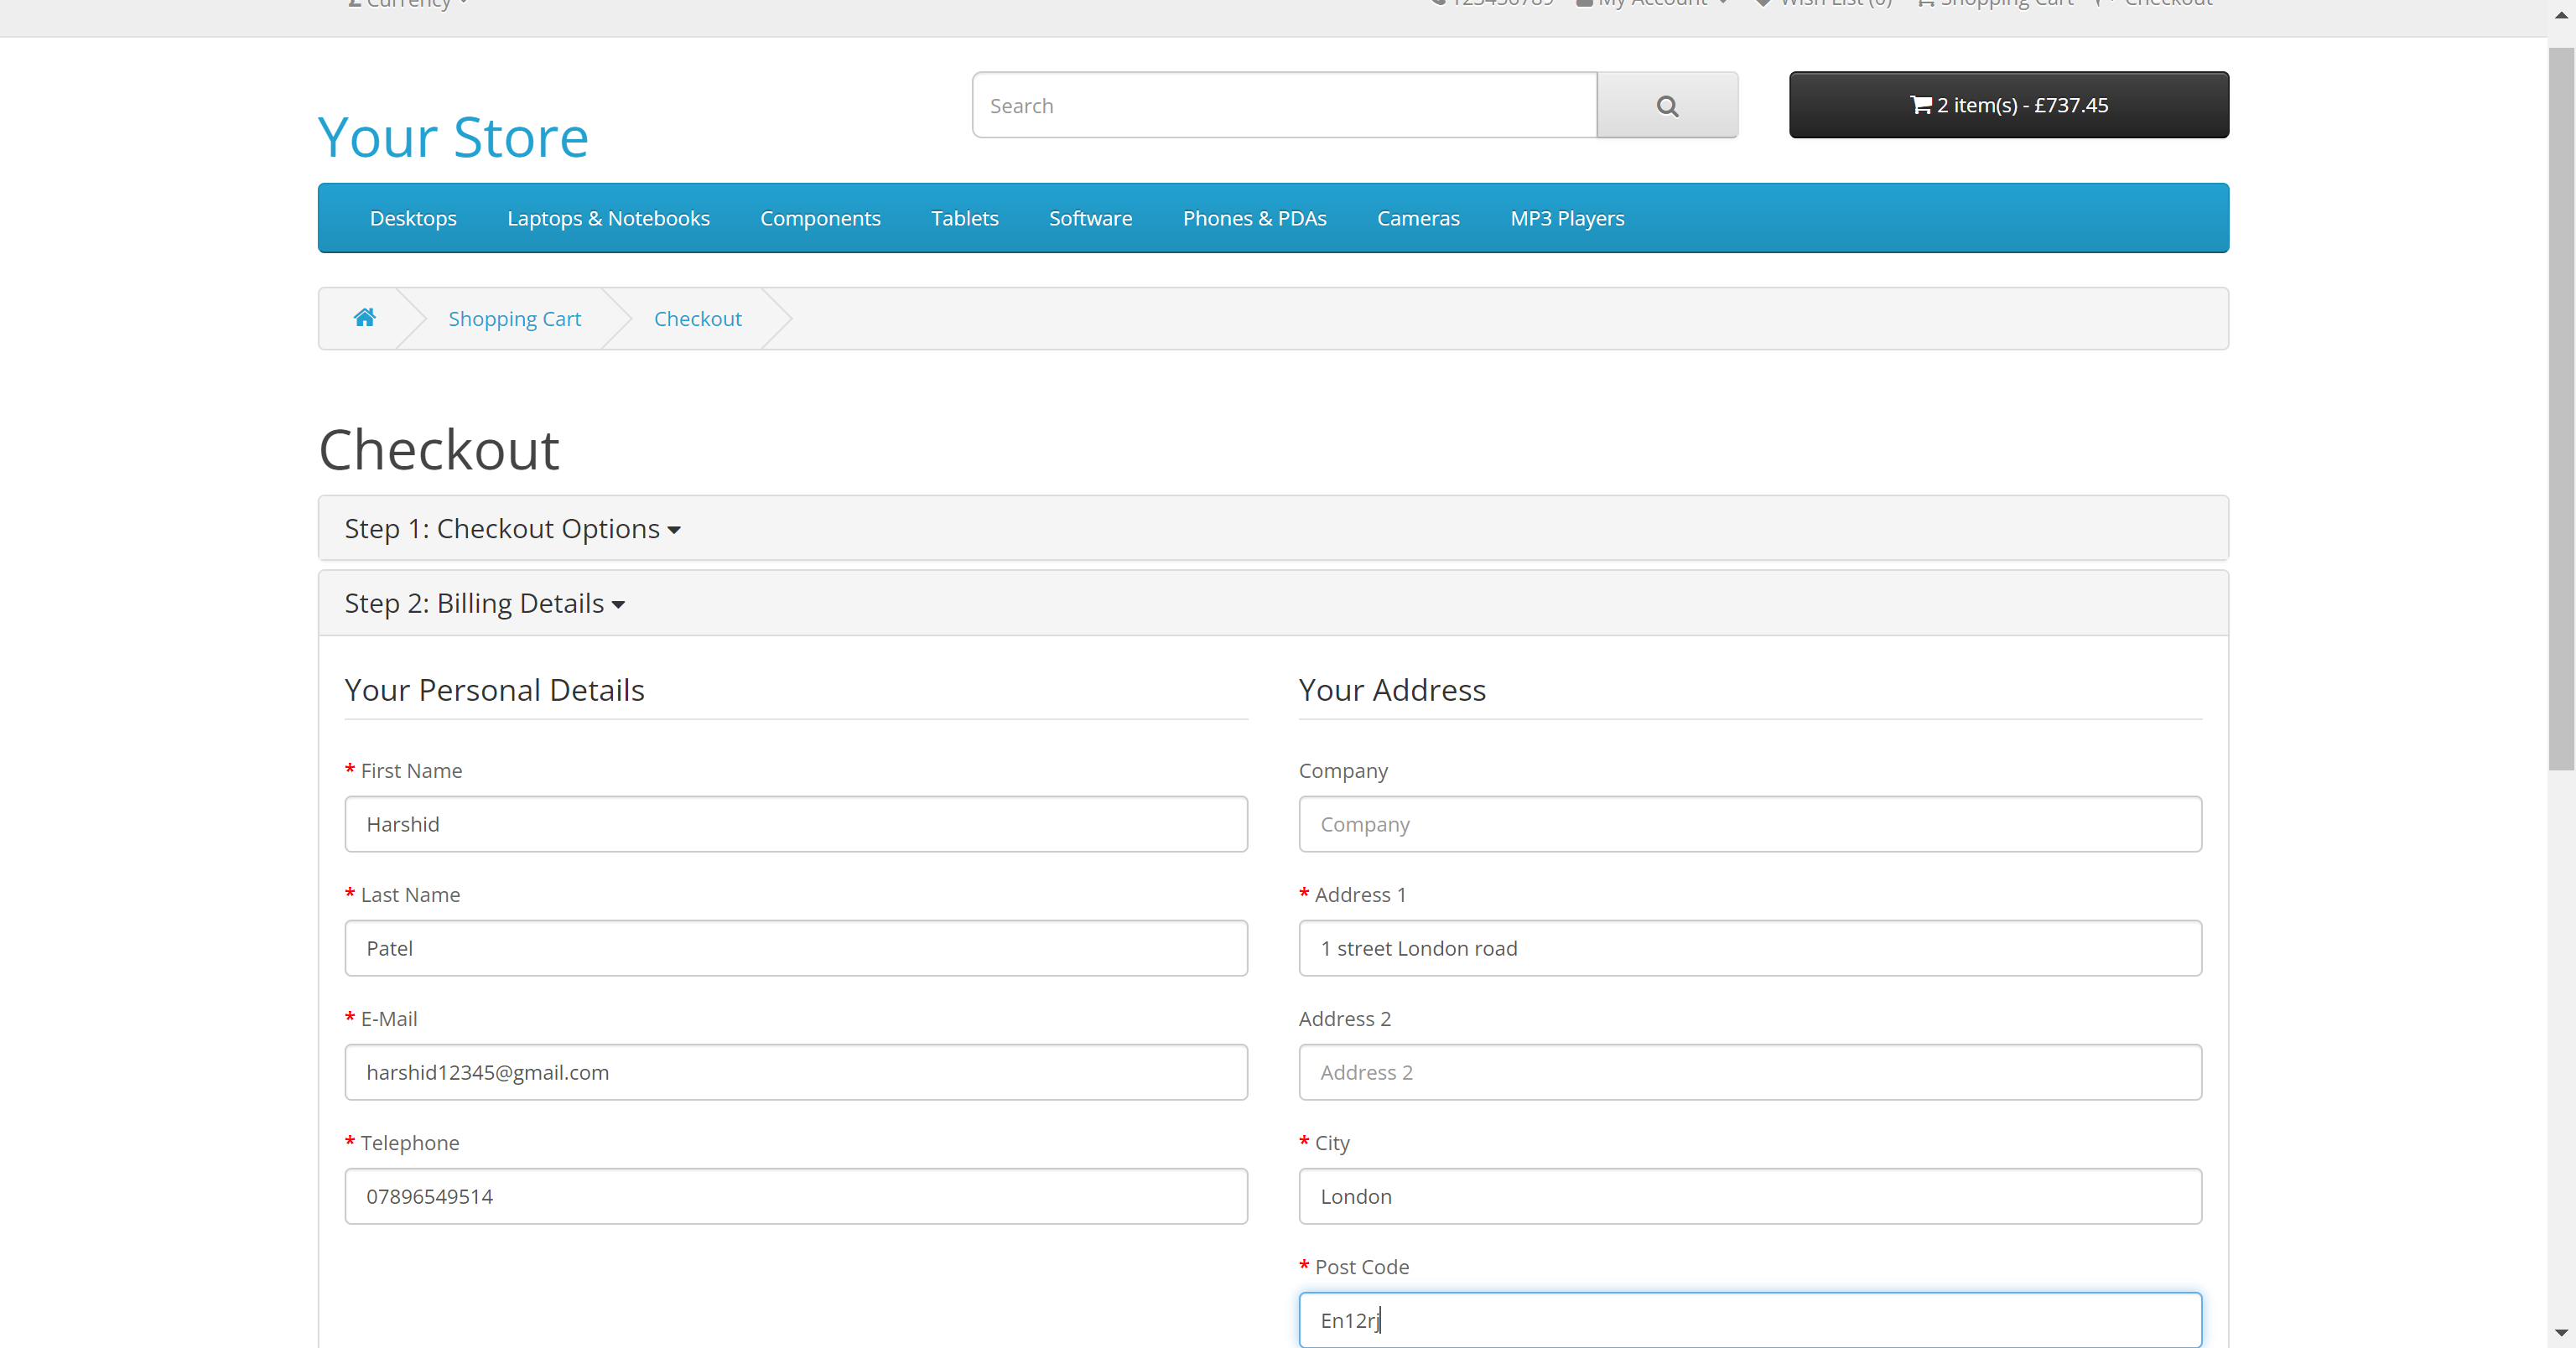 £ Currency
123456789 My Account Wish List (0) Shopping Cart Checkout
Your Store
Search
2 item(s) - £737.45
Desktops Laptops & Notebooks Components Tablets Software Phones & PDAs Cameras MP3 Players
Shopping Cart Checkout
Checkout
Step 1: Checkout Options
Step 2: Billing Details
Your Personal Details
* First Name
Harshid
* Last Name
Patel
* E-Mail
harshid12345@gmail.com
* Telephone
07896549514
Your Address
Company
Company
* Address 1
1 street London road
Address 2
Address 2
* City
London
* Post Code
En12rj